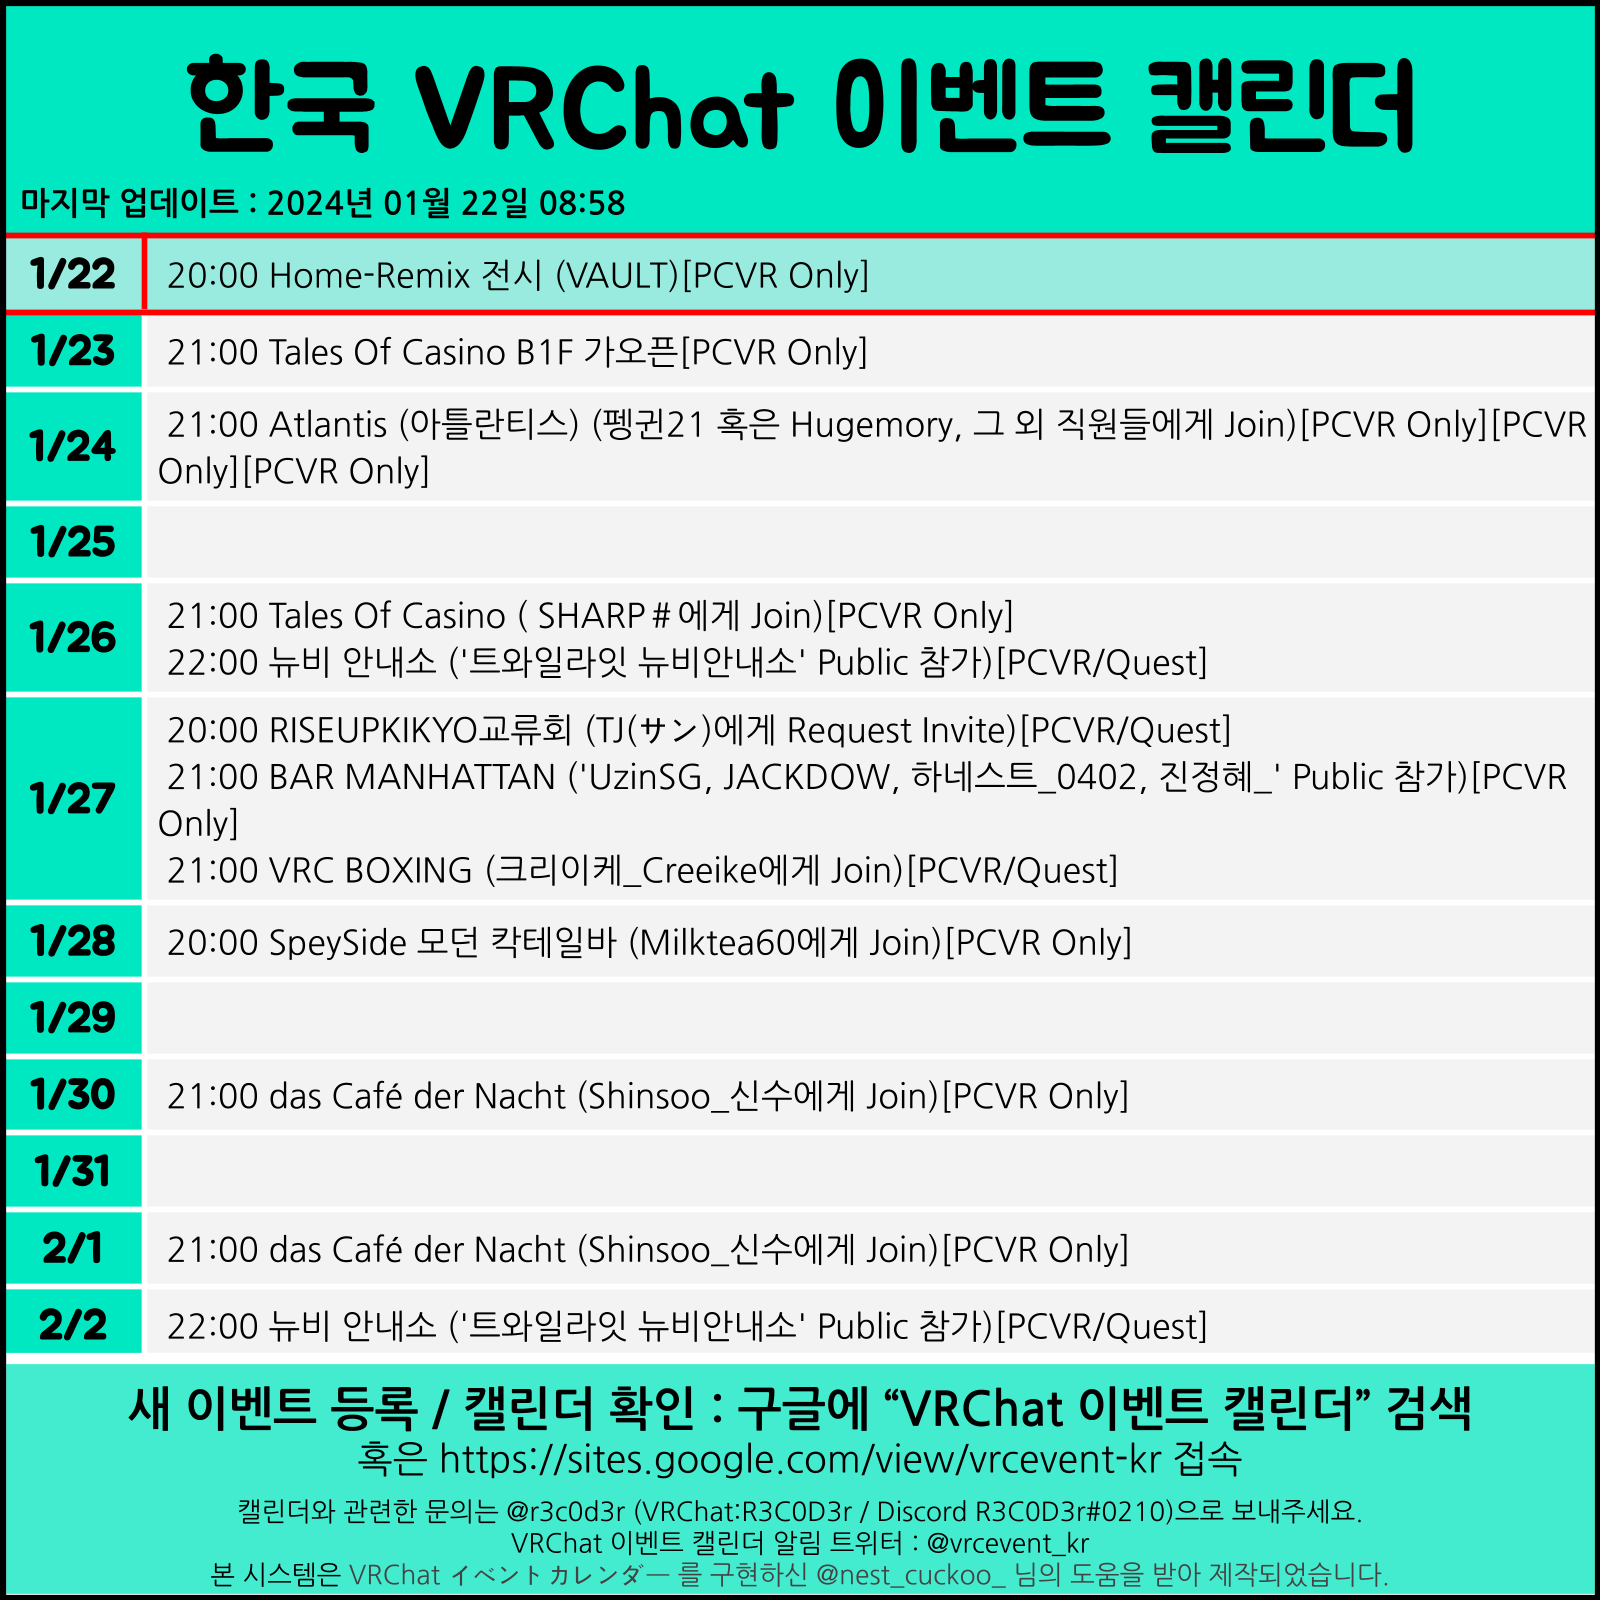 한국 VRChat 이벤트 캘린더
마지막 업데이트 : 2024년 01월 22일 08:58
1/22 20:00 Home-Remix 전시 (VAULT)[PCVR Only]
1/23 21:00 Tales Of Casino B1F 가오픈[PCVR Only]
1/24 21:00 Atlantis (아틀란티스) (펭귄21 혹은 Hugemory, 그 외 직원들에게 Join)[PCVR Only][PCVR
Only][PCVR Only]
1/25
1/26 21:00 Tales Of Casino ( SHARP＃에게 Join)[PCVR Only]
22:00 뉴비 안내소 ('트와일라잇 뉴비안내소' Public 참가)[PCVR/Quest]
1/27 20:00 RISEUPKIKYO교류회 (TJ(サン)에게 Request Invite)[PCVR/Quest]
21:00 BAR MANHATTAN ('UzinSG, JACKDOW, 하네스트_0402, 진정혜_' Public 참가)[PCVR
Only]
21:00 VRC BOXING (크리이케_Creeike에게 Join)[PCVR/Quest]
1/28 20:00 SpeySide 모던 칵테일바 (Milktea60에게 Join)[PCVR Only]
1/29
1/30 21:00 das Café der Nacht (Shinsoo_신수에게 Join)[PCVR Only]
1/31
2/1 21:00 das Café der Nacht (Shinsoo_신수에게 Join)[PCVR Only]
2/2 22:00 뉴비 안내소 ('트와일라잇 뉴비안내소' Public 참가)[PCVR/Quest]
새 이벤트 등록 / 캘린더 확인 : 구글에 “VRChat 이벤트 캘린더” 검색
혹은 https://sites.google.com/view/vrcevent-kr 접속
캘린더와 관련한 문의는 @r3c0d3r (VRChat:R3C0D3r / Discord R3C0D3r#0210)으로 보내주세요.
VRChat 이벤트 캘린더 알림 트위터 : @vrcevent_kr
본 시스템은 VRChat イベントカレンダー 를 구현하신 @nest_cuckoo_ 님의 도움을 받아 제작되었습니다.